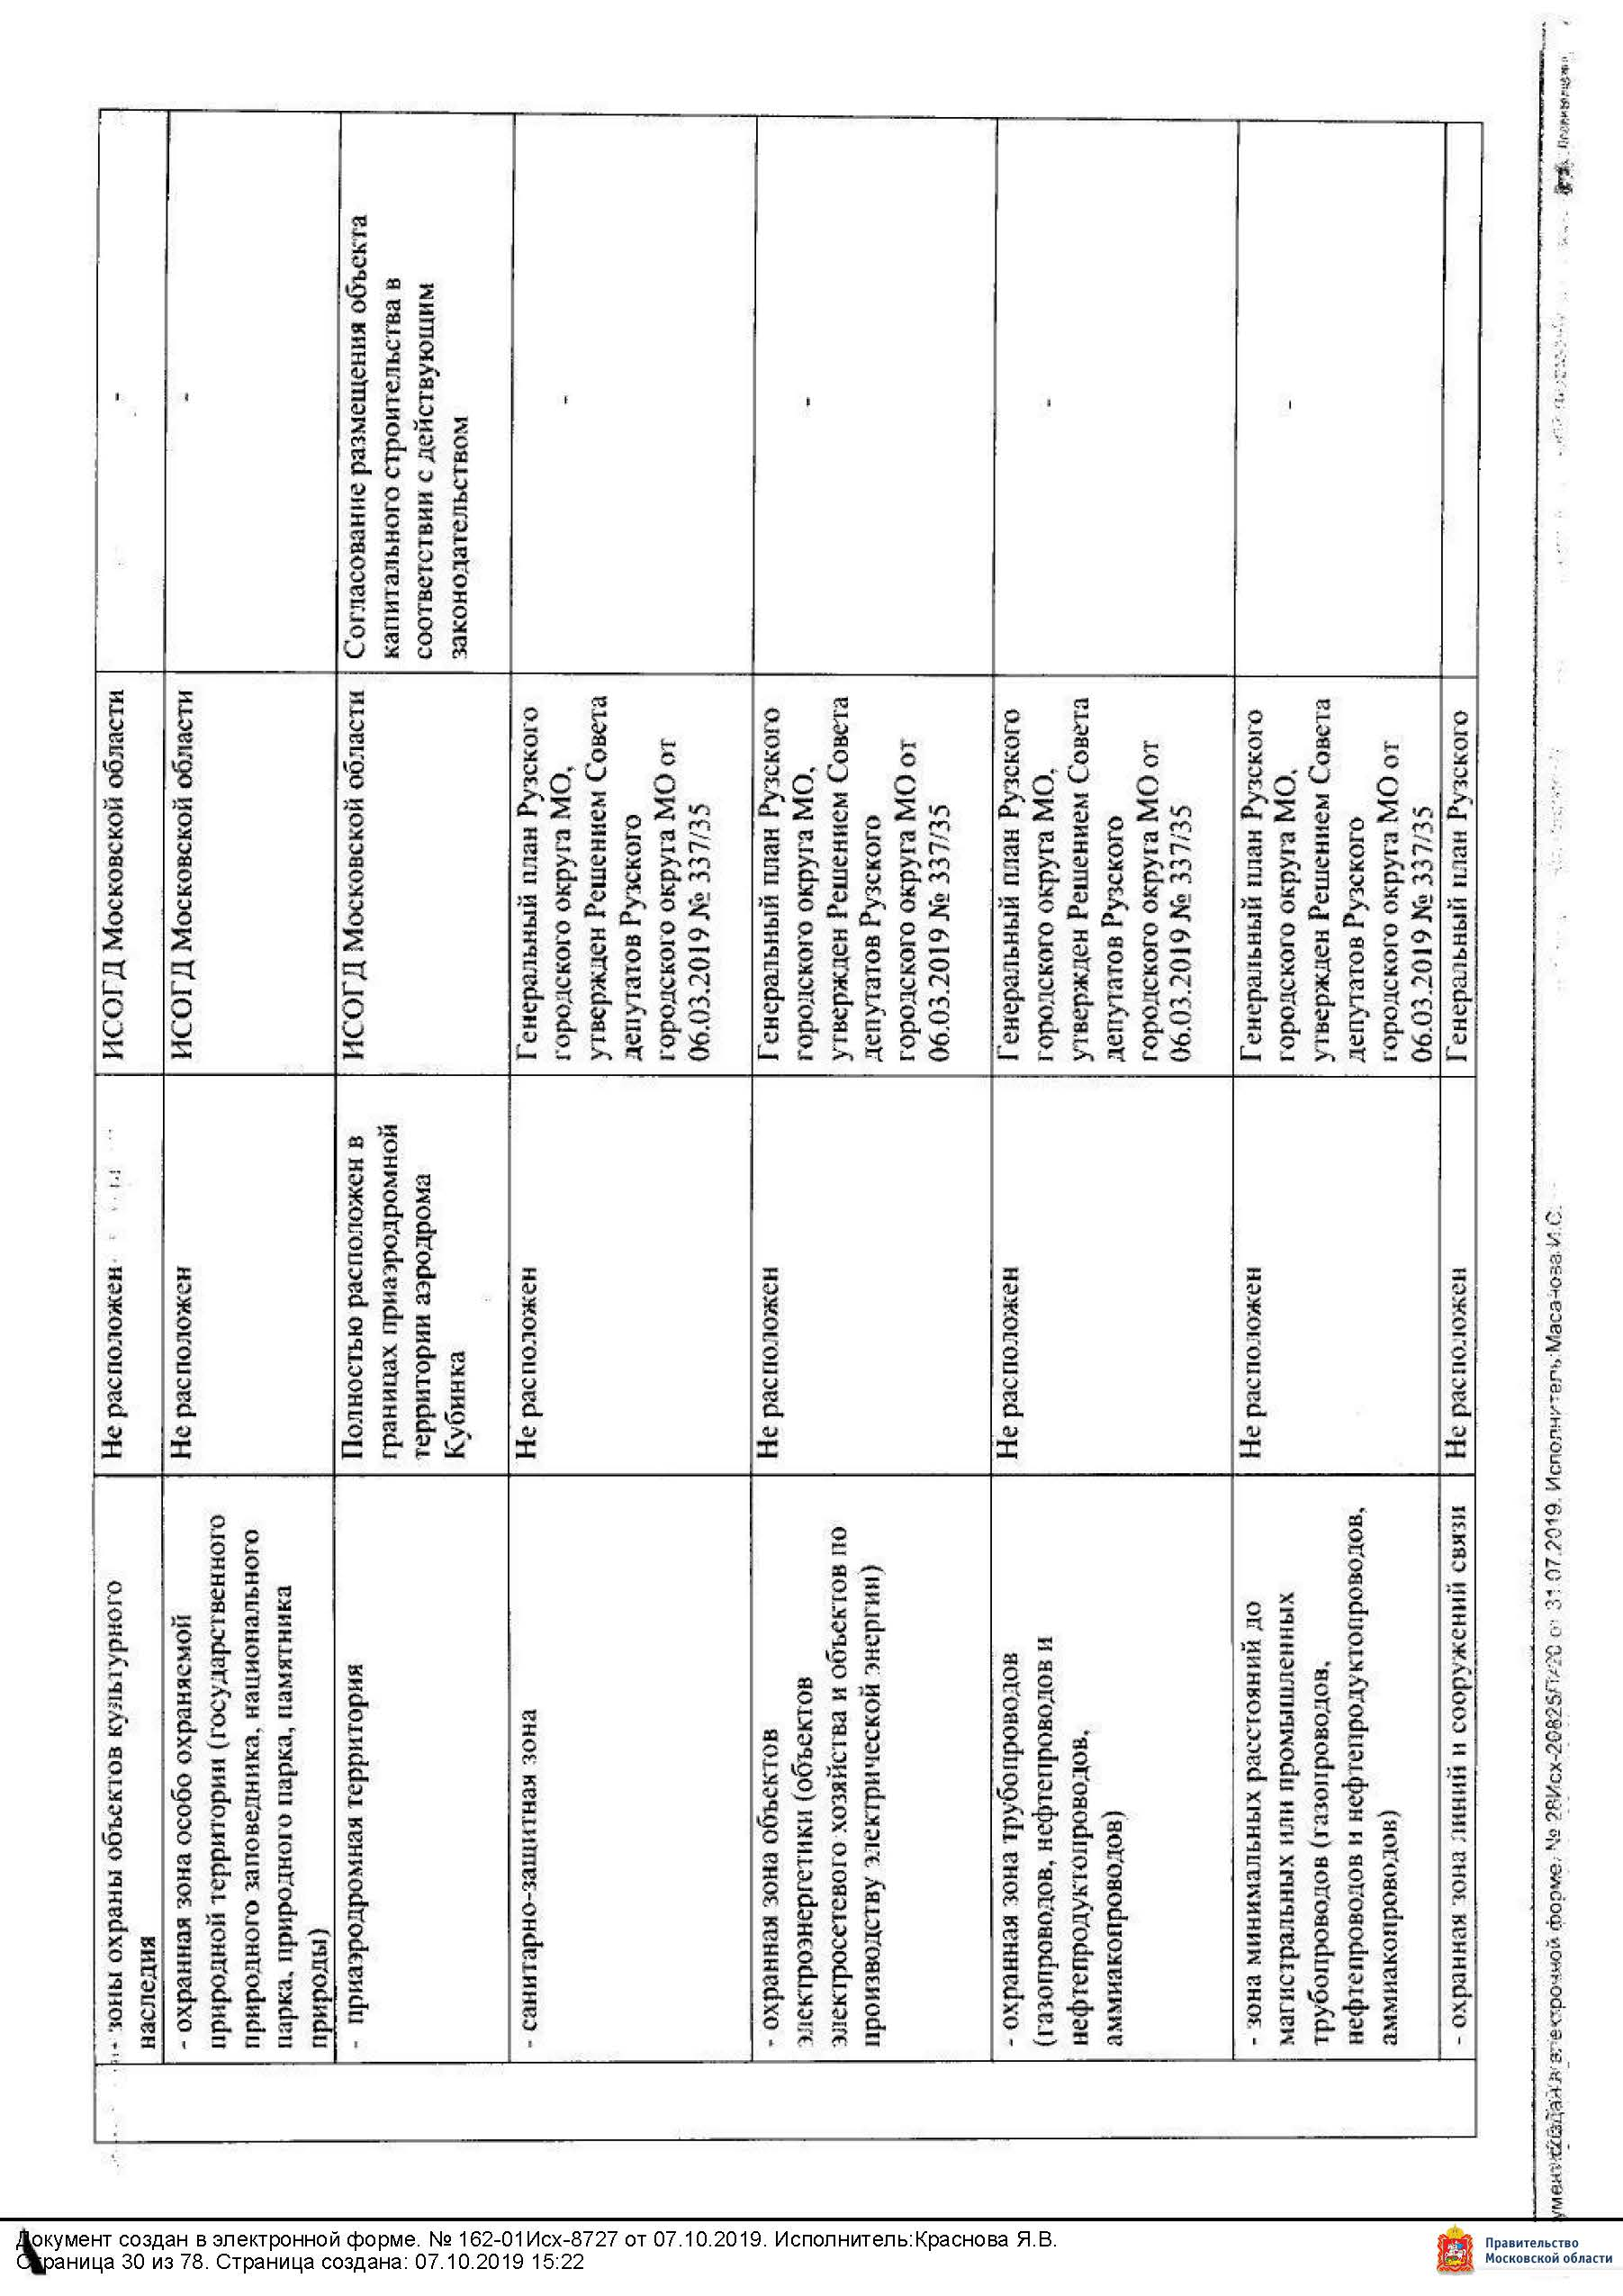 - зоны охраны объектов культурного
наследия
Не расположен
ИСОГД Московской области
-
- охранная зона особо охраняемой
природной территории (государственного
природного заповедника, национального
парка, природного парка, памятника
природы)
Не расположен
ИСОГД Московской области
-
- приаэродромная территория
Полностью расположен в
границах приаэродромной
территории аэродрома
Кубинка
ИСОГД Московской области
Согласование размещения объекта
капитального строительства в
соответствии с действующим
законодательством
- санитарно-защитная зона
Не расположен
Генеральный план Рузского
городского округа МО,
утвержден Решением Совета
депутатов Рузского
городского округа МО от
06.03.2019 № 337/35
-
- охранная зона объектов
электроэнергетики (объектов
электросетевого хозяйства и объектов по
производству электрической энергии)
Не расположен
Генеральный план Рузского
городского округа МО,
утвержден Решением Совета
депутатов Рузского
городского округа МО от
06.03.2019 № 337/35
-
- охранная зона трубопроводов
(газопроводов, нефтепроводов и
нефтепродуктопроводов,
аммиакопроводов)
Не расположен
Генеральный план Рузского
городского округа МО,
утвержден Решением Совета
депутатов Рузского
городского округа МО от
06.03.2019 № 337/35
-
- зона минимальных расстояний до
магистральных или промышленных
трубопроводов (газопроводов,
нефтепроводов и нефтепродуктопроводов,
аммиакопроводов)
Не расположен
Генеральный план Рузского
городского округа МО,
утвержден Решением Совета
депутатов Рузского
городского округа МО от
06.03.2019 № 337/35
-
- охранная зона линий и сооружений связи
Не расположен
Генеральный план Рузского
электронной форме. № 28Исх-20825/ от 31.07.2019. Исполнитель:Масанова И.С.
Документ создан в электронной форме. № 162-01Исх-8727 от 07.10.2019. Исполнитель:Краснова Я.В.
Страница 30 из 78. Страница создана: 07.10.2019 15:22
Правительство
Московской области